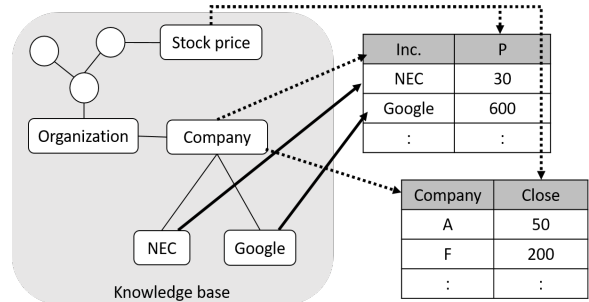 Stock price
Organization
Company
NEC
Google
Knowledge base
Inc. P
NEC 30
Google 600
: :
Company Close
A 50
F 200
: :